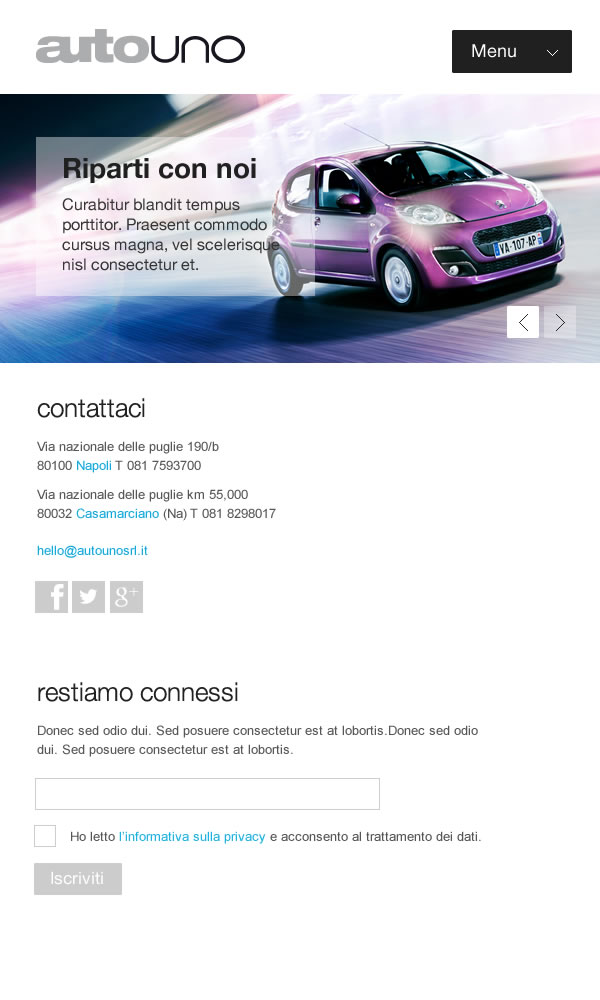 autouno
Menu
Riparti con noi
Curabitur blandit tempus
porttitor. Praesent commodo
cursus magna, vel scelerisque
nisl consectetur et.
VA-107-AP
contattaci
Via nazionale delle puglie 190/b
80100 Napoli T 081 7593700
Via nazionale delle puglie km 55,000
80032 Casamarciano (Na) T 081 8298017
hello@autounosrl.it
f g+
restiamo connessi
Donec sed odio dui. Sed posuere consectetur est at lobortis.Donec sed odio
dui. Sed posuere consectetur est at lobortis.
Ho letto l'informativa sulla privacy e acconsento al trattamento dei dati.
Iscriviti